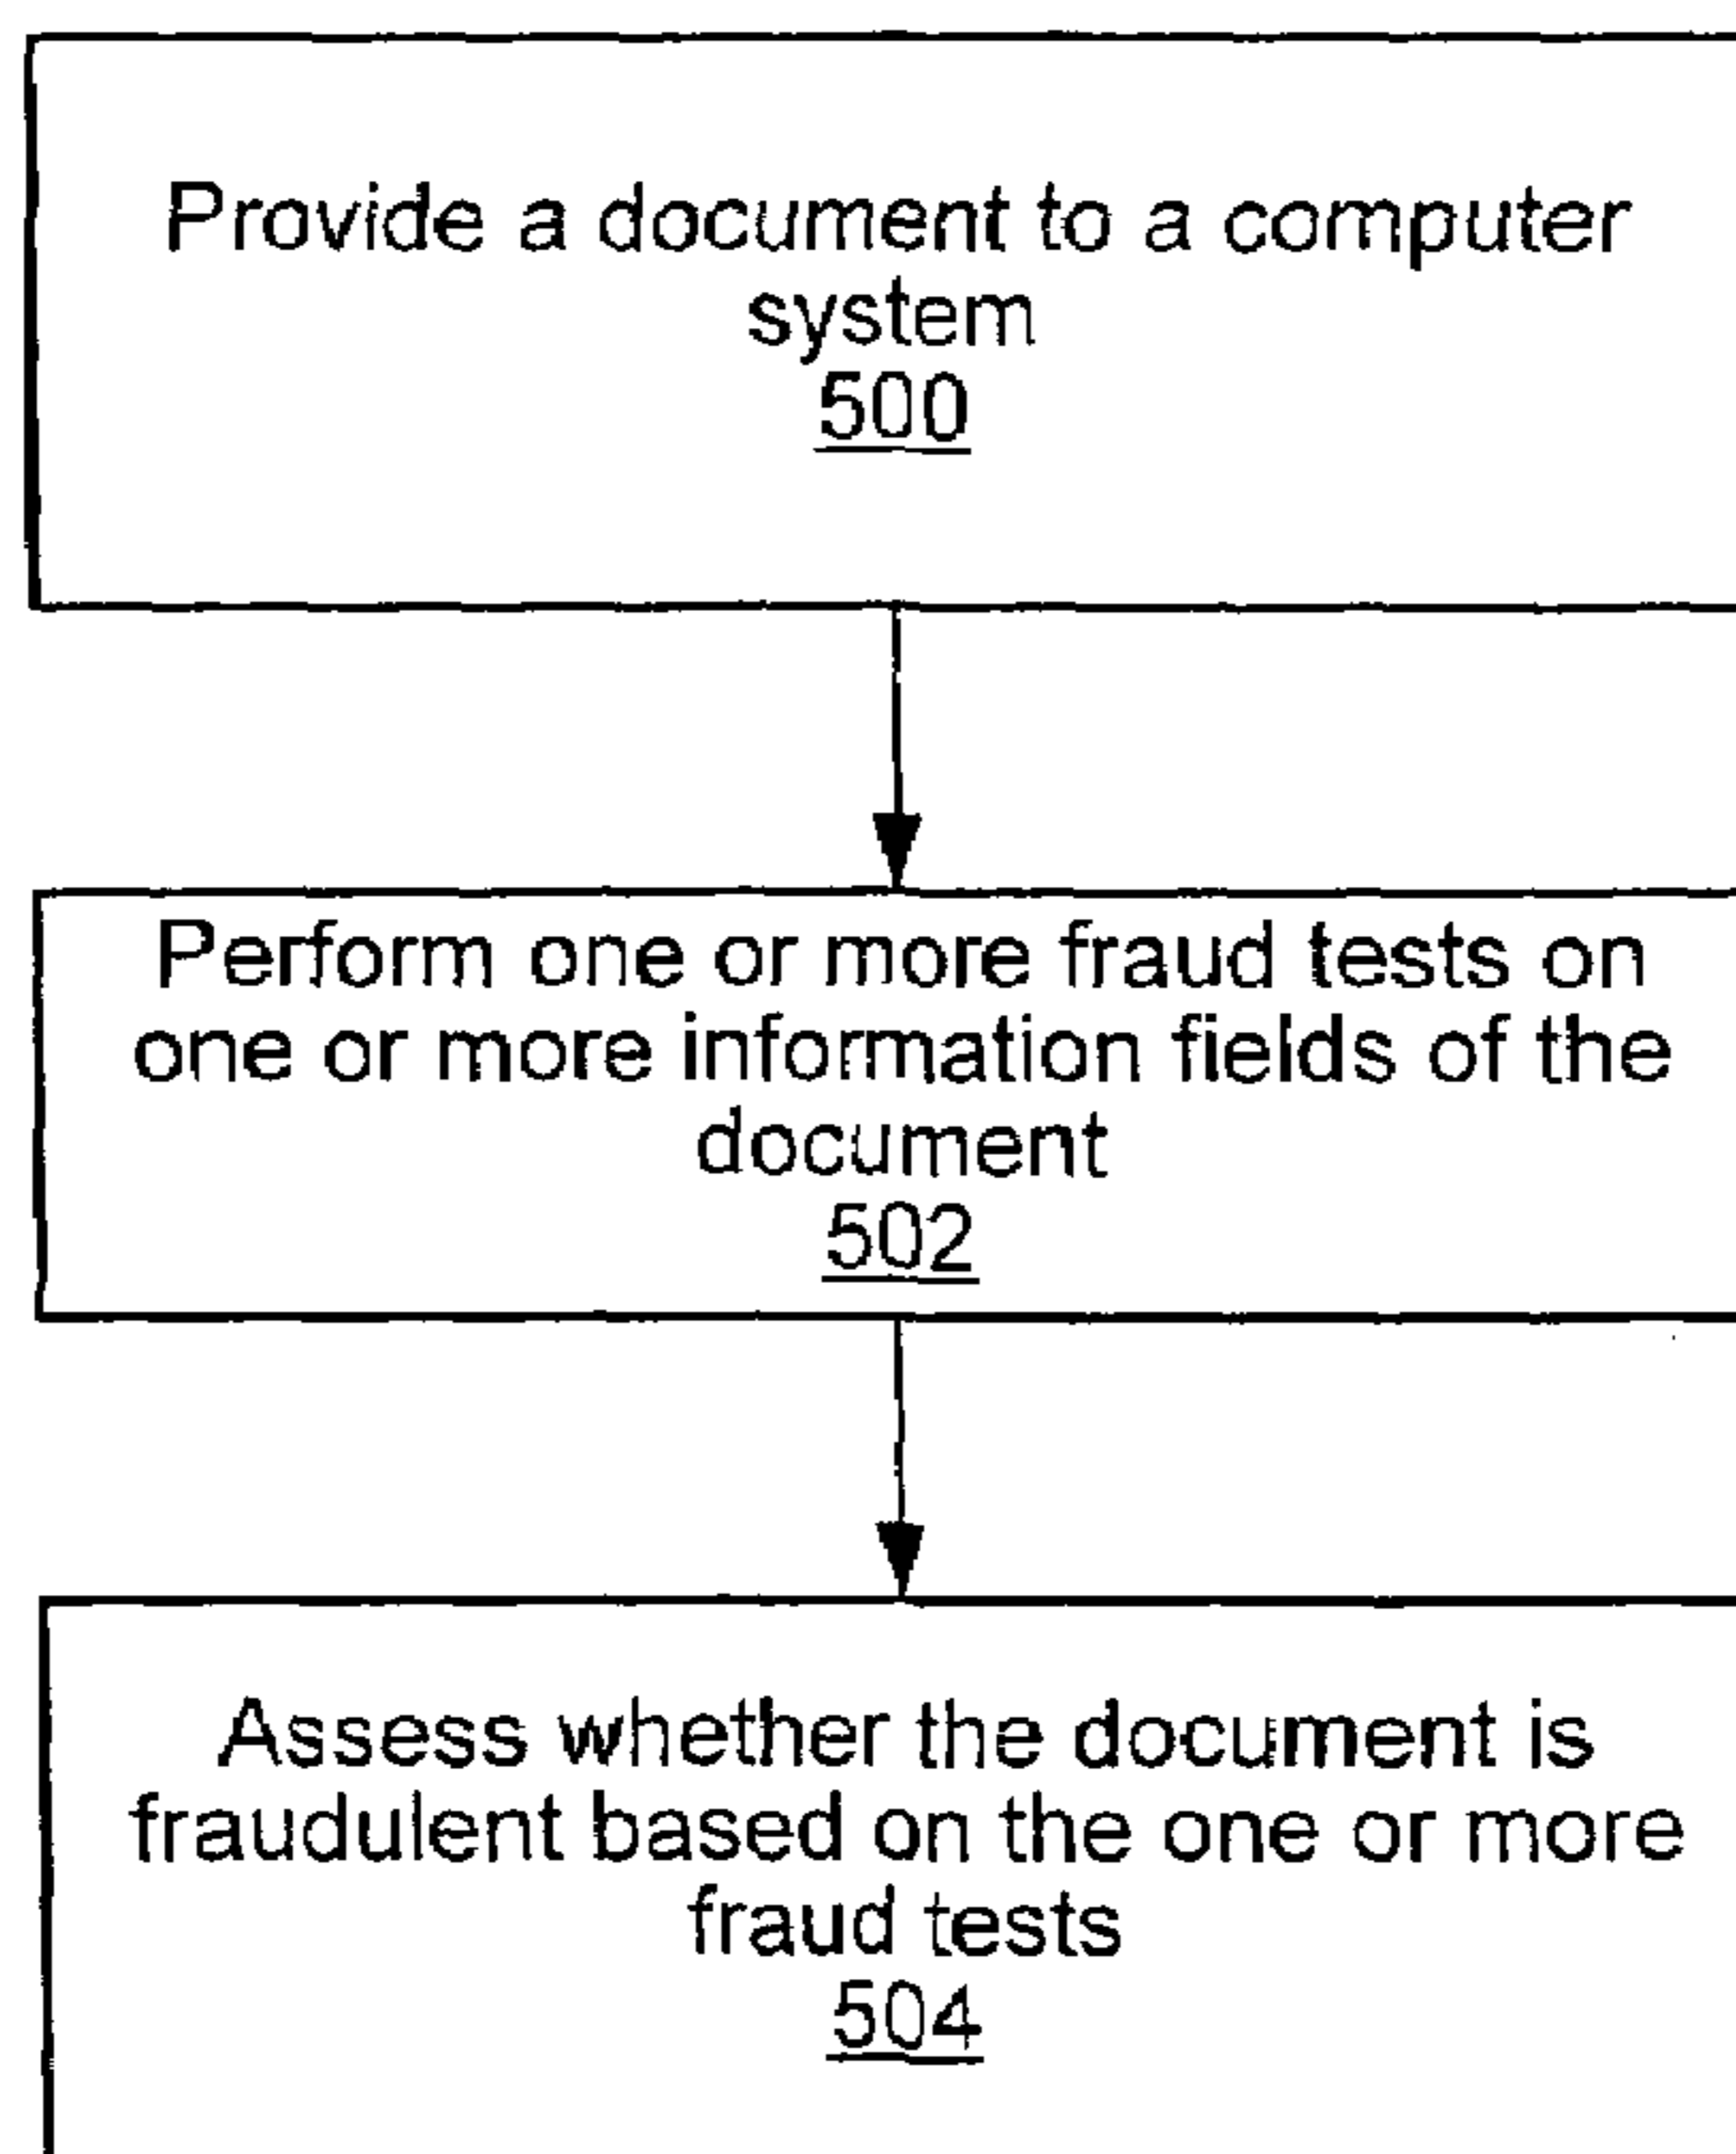 Provide a document to a computer
system
500
Perform one or more fraud tests on
one or more information fields of the
document
502
Assess whether the document is
fraudulent based on the one or more
fraud tests
504